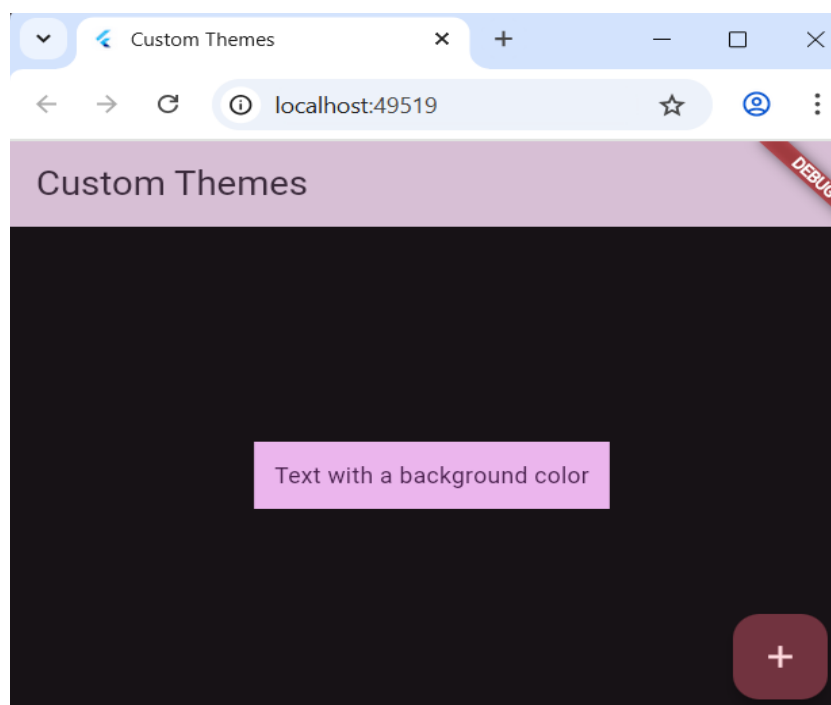 Custom Themes
localhost:49519
Custom Themes
DEBUG
Text with a background color